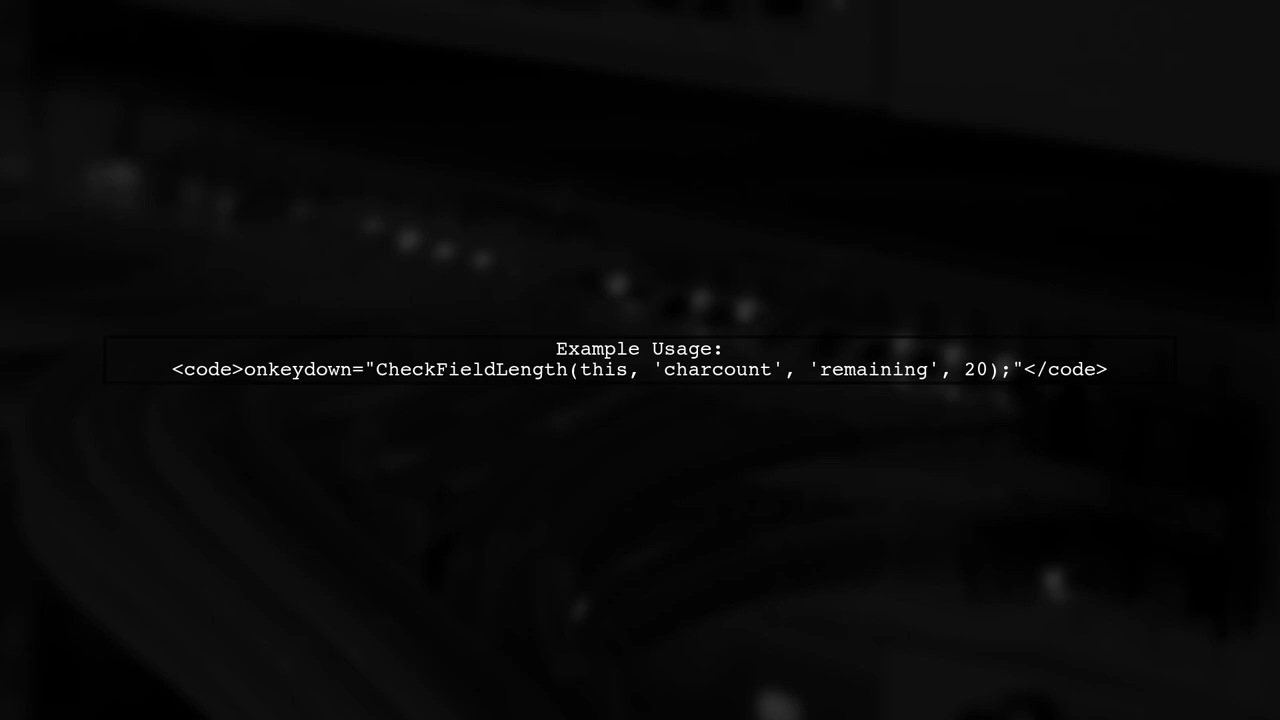 Example Usage:
<code>onkeydown="CheckFieldLength(this, 'charcount', 'remaining', 20);"</code>